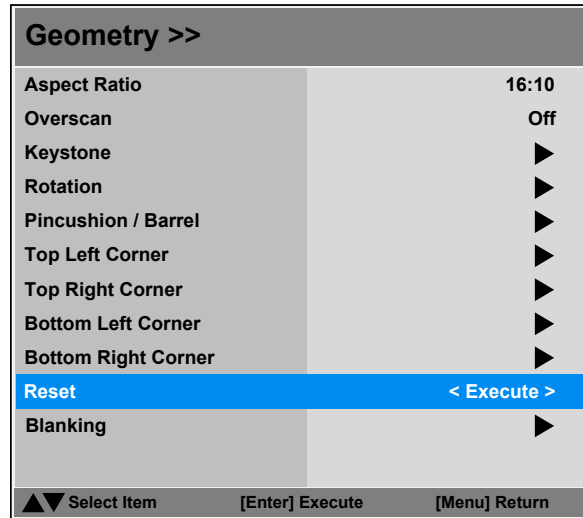 Geometry >>
Aspect Ratio 16:10
Overscan Off
Keystone
Rotation
Pincushion / Barrel
Top Left Corner
Top Right Corner
Bottom Left Corner
Bottom Right Corner
Reset < Execute >
Blanking
Select Item [Enter] Execute [Menu] Return